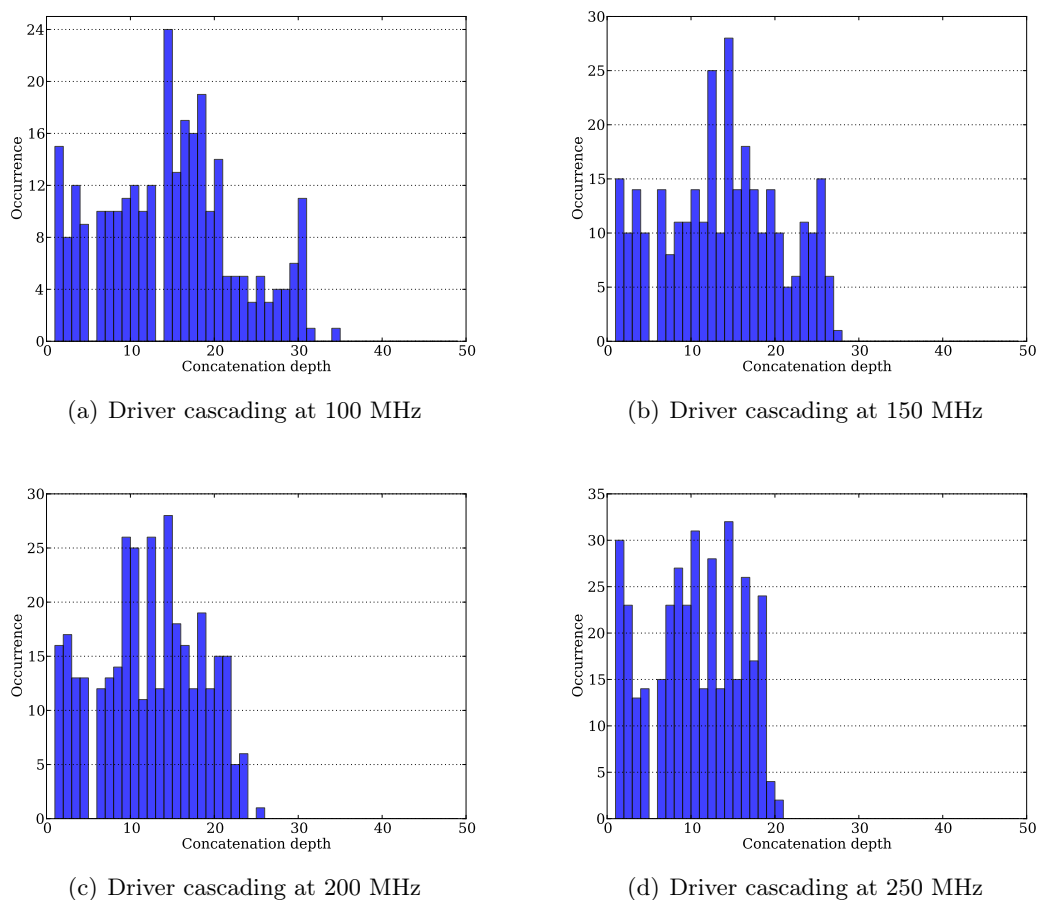 24
20
16
12
8
4
0
Occurrence
0 10 20 30 40 50
Concatenation depth
(a) Driver cascading at 100 MHz
30
25
20
15
10
5
0
Occurrence
0 10 20 30 40 50
Concatenation depth
(b) Driver cascading at 150 MHz
30
25
20
15
10
5
0
Occurrence
0 10 20 30 40 50
Concatenation depth
(c) Driver cascading at 200 MHz
35
30
25
20
15
10
5
0
Occurrence
0 10 20 30 40 50
Concatenation depth
(d) Driver cascading at 250 MHz